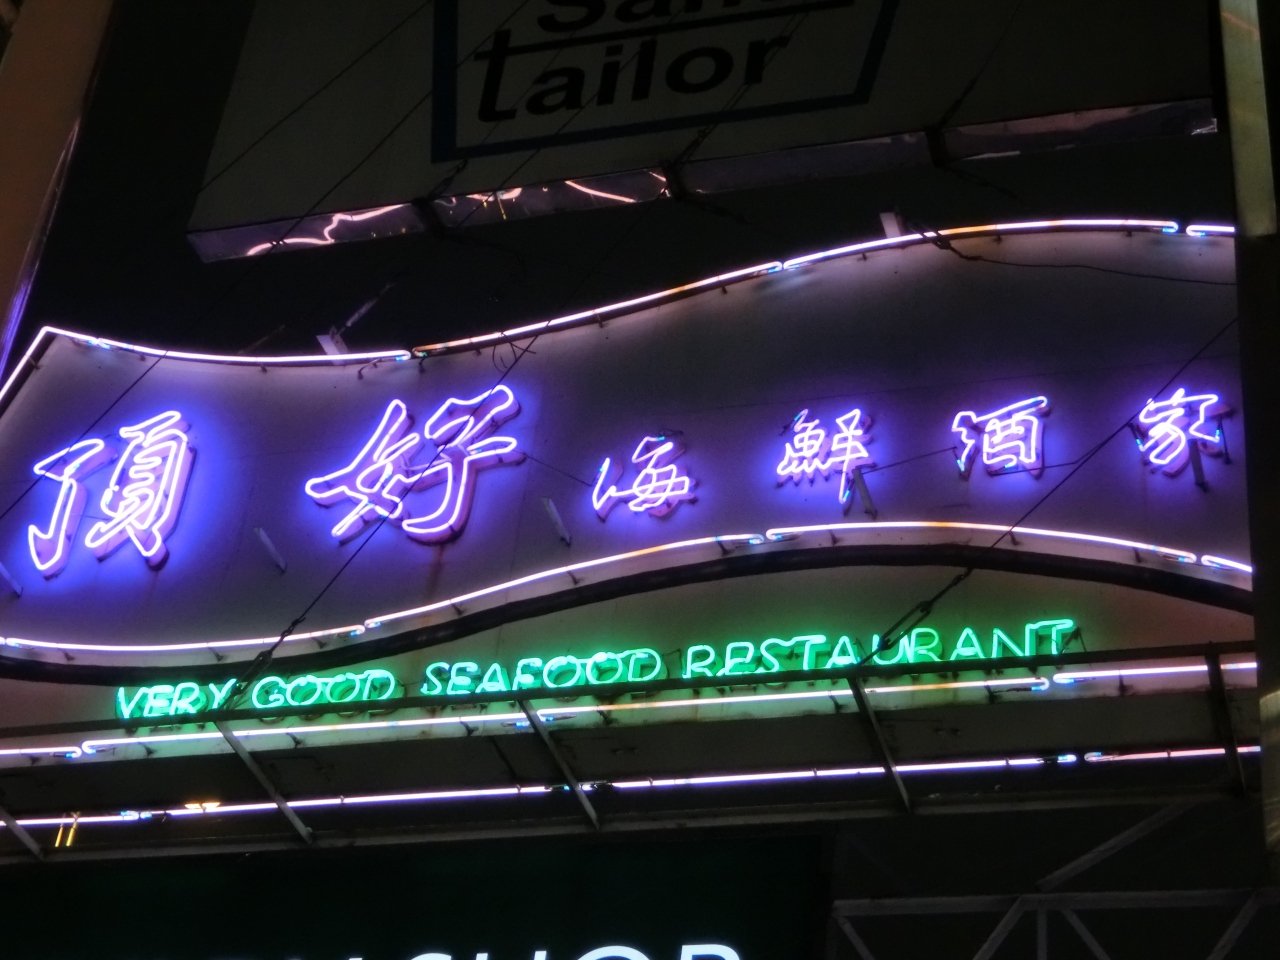 tailor
頂好海鮮酒家
VERY GOOD SEAFOOD RESTAURANT